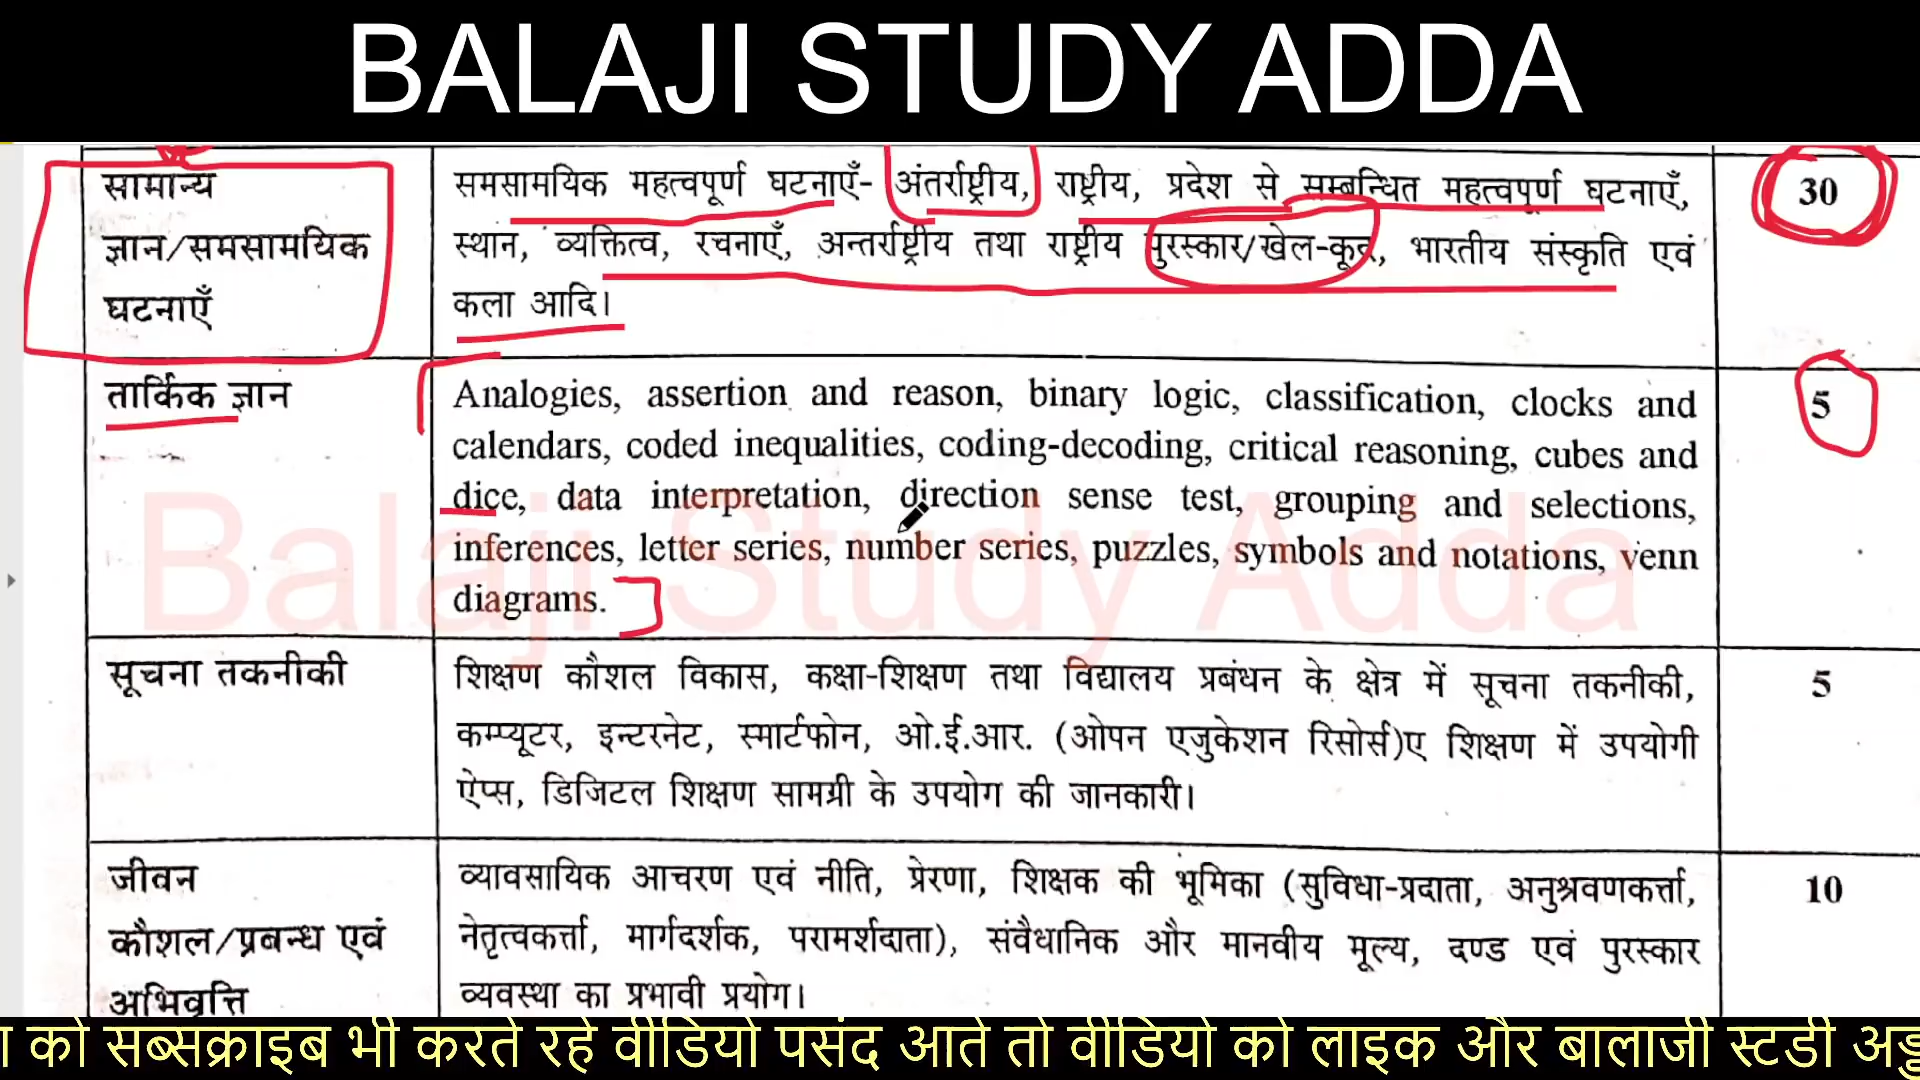 BALAJI STUDY ADDA
सामान्य
ज्ञान/समसामयिक
घटनाएँ
समसामयिक महत्वपूर्ण घटनाएँ- अंतर्राष्ट्रीय, राष्ट्रीय, प्रदेश से सम्बन्धित महत्वपूर्ण घटनाएँ,
स्थान, व्यक्तित्व, रचनाएँ, अन्तर्राष्ट्रीय तथा राष्ट्रीय पुरस्कार/खेल-कूद, भारतीय संस्कृति एवं
कला आदि।
30
तार्किक ज्ञान
Analogies, assertion and reason, binary logic, classification, clocks and
calendars, coded inequalities, coding-decoding, critical reasoning, cubes and
dice, data interpretation, direction sense test, grouping and selections,
inferences, letter series, number series, puzzles, symbols and notations, venn
diagrams.
5
Balaji Study Adda
सूचना तकनीकी
शिक्षण कौशल विकास, कक्षा-शिक्षण तथा विद्यालय प्रबंधन के क्षेत्र में सूचना तकनीकी,
कम्प्यूटर, इन्टरनेट, स्मार्टफोन, ओ.ई.आर. (ओपन एजुकेशन रिसोर्स)ए शिक्षण में उपयोगी
ऐप्स, डिजिटल शिक्षण सामग्री के उपयोग की जानकारी।
5
जीवन
कौशल/प्रबन्ध एवं
अभिवृत्ति
व्यावसायिक आचरण एवं नीति, प्रेरणा, शिक्षक की भूमिका (सुविधा-प्रदाता, अनुश्रवणकर्त्ता,
नेतृत्वकर्त्ता, मार्गदर्शक, परामर्शदाता), संवैधानिक और मानवीय मूल्य, दण्ड एवं पुरस्कार
व्यवस्था का प्रभावी प्रयोग।
10
को सब्सक्राइब भी करते रहे वीडियो पसंद आते तो वीडियो को लाइक और बालाजी स्टडी